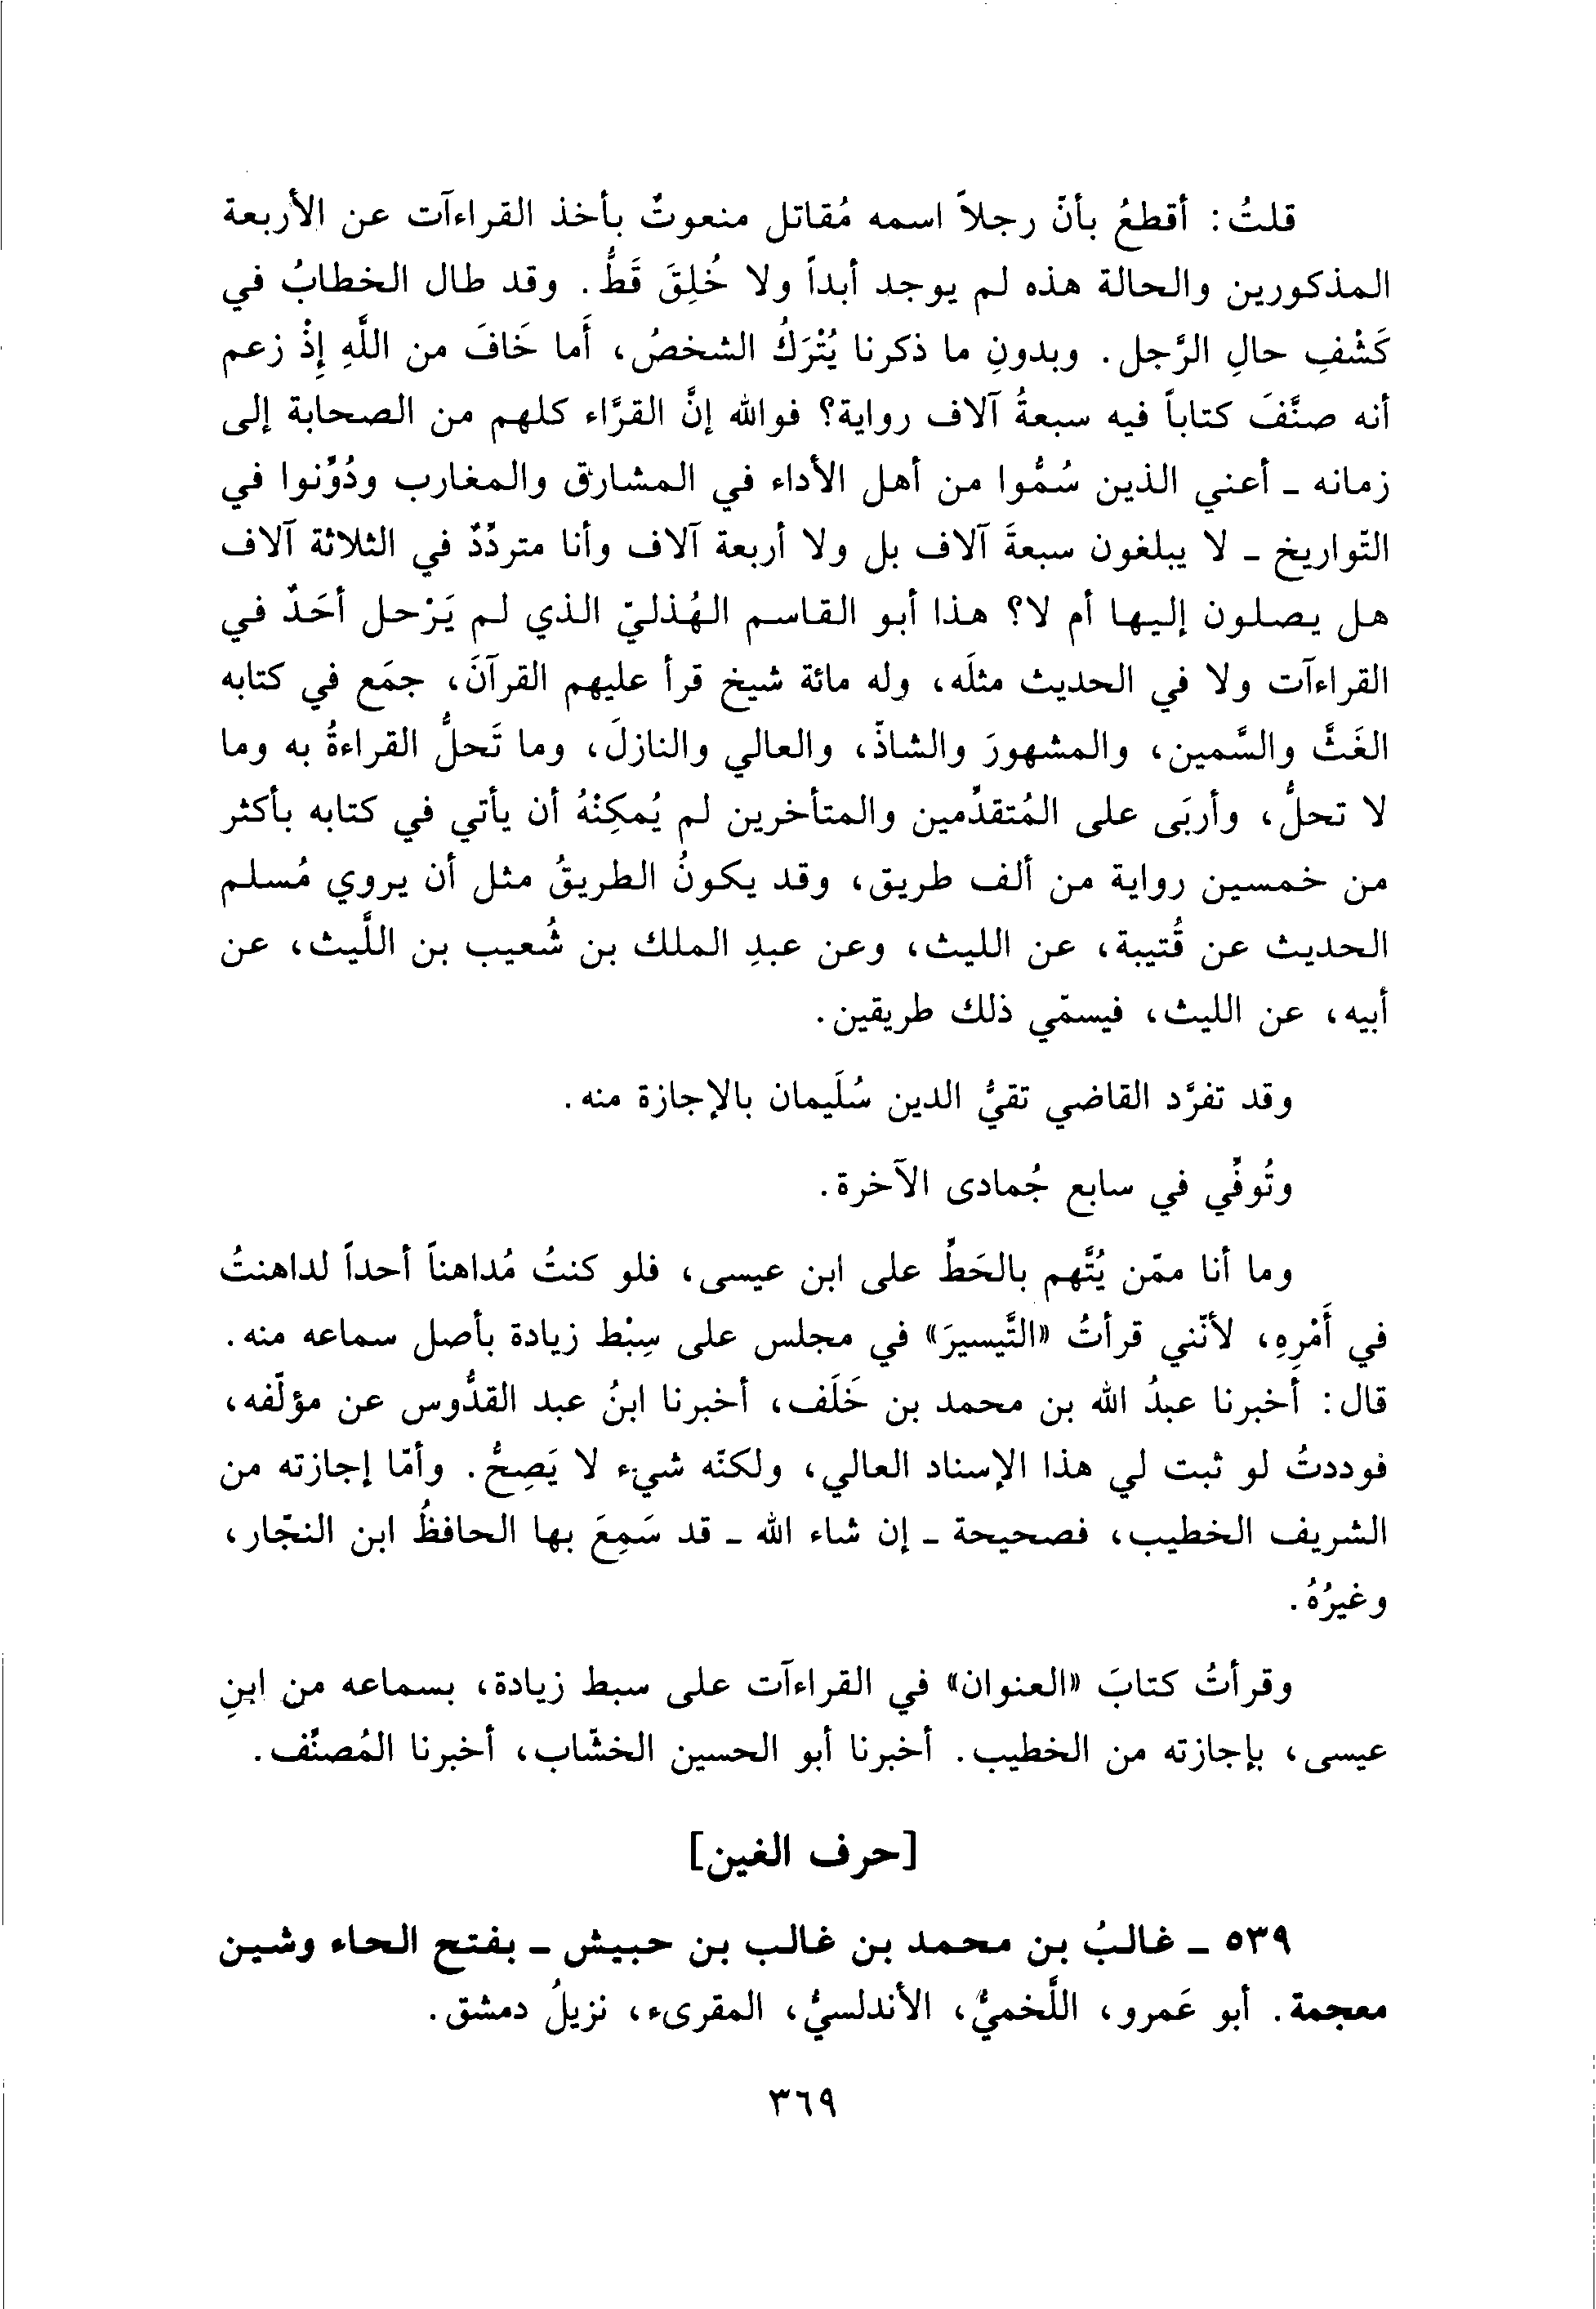 قلتُ: أقطعُ بأنّ رجلاً اسمه مُقاتل منعوتٌ بأخذ القراءآت عن الأربعة
المذكورين والحالة هذه لم يوجد أبداً ولا خُلِقَ قَطُّ. وقد طال الخطابُ في
كَشْفِ حالِ الرَّجل. وبدونِ ما ذكرنا يُتْرَكُ الشخصُ، أَما خَافَ من اللَّهِ إِذْ زعم
أنه صنَّفَ كتاباً فيه سبعةُ آلاف رواية؟ فوالله إنَّ القرَّاء كلهم من الصحابة إلى
زمانه - أعني الذين سُمُّوا من أهل الأداء في المشارق والمغارب ودُوِّنوا في
التّواريخ - لا يبلغون سبعةَ آلاف بل ولا أربعة آلاف وأنا متردِّدٌ في الثلاثة آلاف
هل يصلون إليها أم لا؟ هذا أبو القاسم الهُذليّ الذي لم يَرْحل أحَدٌ في
القراءآت ولا في الحديث مثلَه، وله مائة شيخ قرأ عليهم القرآنَ، جمَع في كتابه
الغَثَّ والسَّمين، والمشهورَ والشاذّ، والعالي والنازلَ، وما تَحلُّ القراءةُ به وما
لا تحلُّ، وأربَى على المُتقدِّمين والمتأخرين لم يُمكِنْهُ أن يأتي في كتابه بأكثر
من خمسين رواية من ألف طريق، وقد يكونُ الطريقُ مثل أن يروي مُسلم
الحديث عن قُتيبة، عن الليث، وعن عبدِ الملك بن شُعيب بن اللَّيث، عن
أبيه، عن الليث، فيسمّي ذلك طريقين.
وقد تفرَّد القاضي تقيُّ الدين سُلَيمان بالإجازة منه.
وتُوفِّي في سابع جُمادى الآخرة.
وما أنا ممّن يُتَّهم بالحَطِّ على ابن عيسى، فلو كنتُ مُداهناً أحداً لداهنتُ
في أَمْرِهِ، لأنّني قرأتُ «التَّيسيرَ» في مجلس على سِبْط زيادة بأصل سماعه منه.
قال: أَخبرنا عبدُ الله بن محمد بن خَلَف، أخبرنا ابنُ عبد القدُّوس عن مؤلّفه،
فوددتُ لو ثبت لي هذا الإسناد العالي، ولكنّه شيء لا يَصِحُّ. وأمّا إجازته من
الشريف الخطيب، فصحيحة - إن شاء الله - قد سَمِعَ بها الحافظُ ابن النجّار،
وغيرُهُ.
وقرأتُ كتابَ «العنوان» في القراءآت على سبط زيادة، بسماعه من ابنِ
عيسى، بإجازته من الخطيب. أخبرنا أبو الحسين الخشّاب، أخبرنا المُصنِّف.
[حرف الغين]
٥٣٩ - غالبُ بن محمد بن غالب بن حبيش - بفتح الحاء وشين
معجمة. أبو عَمرو، اللَّخميُّ، الأندلسيُّ، المقرىء، نزيلُ دمشق.
٣٦٩